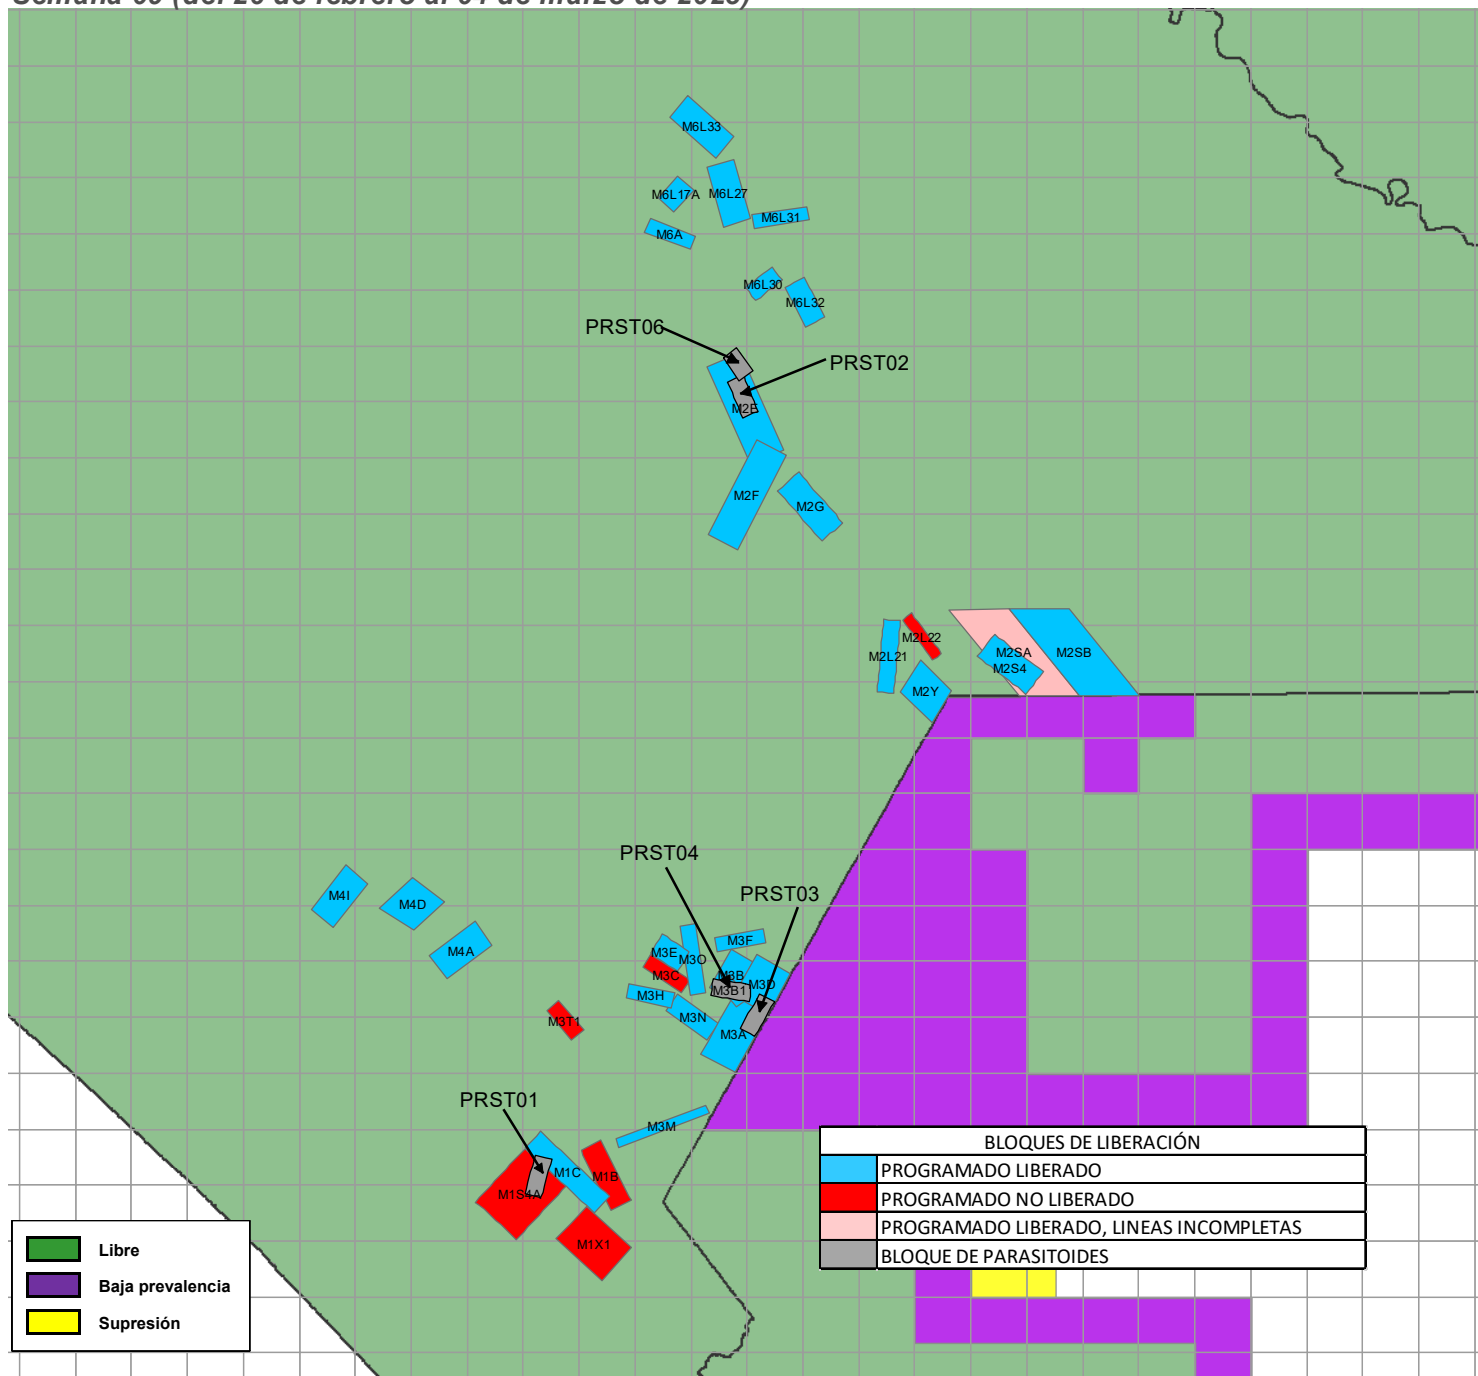 M6L33
M6L17A
M6L27
M6L31
M6A
M6L30
M6L32
PRST06
PRST02
M2E
M2F
M2G
M2L22
M2L21
M2SA
M2SB
M2S4
M2Y
PRST04
PRST03
M4I
M4D
M4A
M3F
M3E
M3O
M3C
M3B
M3D
M3B1
M3H
M3N
M3A
M3T1
PRST01
M3M
M1C
M1B
M1S4A
M1X1
BLOQUES DE LIBERACIÓN
PROGRAMADO LIBERADO
PROGRAMADO NO LIBERADO
PROGRAMADO LIBERADO, LINEAS INCOMPLETAS
BLOQUE DE PARASITOIDES
Libre
Baja prevalencia
Supresión